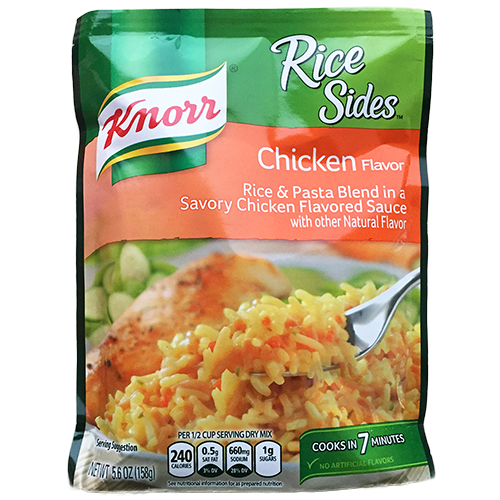 Rice
Sides™
Knorr®
Chicken Flavor
Rice & Pasta Blend in a
Savory Chicken Flavored Sauce
with other Natural Flavor
Serving Suggestion
PER 1/2 CUP SERVING DRY MIX
240
CALORIES
0.5g
SAT FAT
3% DV
660mg
SODIUM
28% DV
1g
SUGARS
See nutritional information for as prepared nutrition
COOKS IN 7 MINUTES
NO ARTIFICIAL FLAVORS
NET WT. 5.6 OZ (158g)